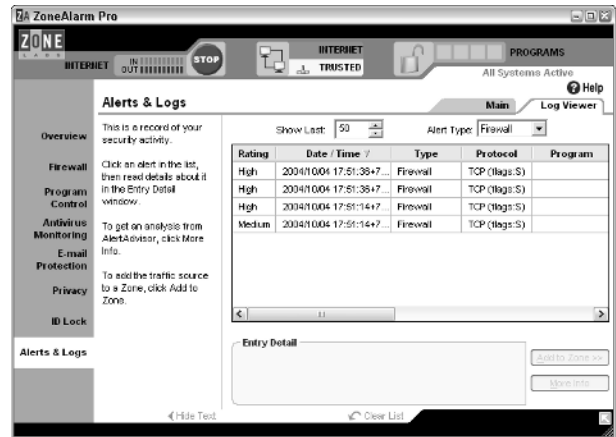 ZoneAlarm Pro
ZONE
LABS
INTERNET
IN
OUT
STOP
INTERNET
TRUSTED
PROGRAMS
All Systems Active
Help
Alerts & Logs
Main
Log Viewer
Overview
Firewall
Program
Control
Antivirus
Monitoring
E-mail
Protection
Privacy
ID Lock
Alerts & Logs
This is a record of your
security activity.
Click an alert in the list,
then read details about it
in the Entry Detail
window.
To get an analysis from
AlertAdvisor, click More
Info.
To add the traffic source
to a Zone, click Add to
Zone.
Show Last: 50 Alert Type: Firewall
Rating Date / Time Type Protocol Program
High 2004/10/04 17:51:36+7... Firewall TCP (flags:S)
High 2004/10/04 17:51:36+7... Firewall TCP (flags:S)
High 2004/10/04 17:51:14+7... Firewall TCP (flags:S)
Medium 2004/10/04 17:51:14+7... Firewall TCP (flags:S)
Entry Detail
Add to Zone >>
More Info
Hide Text
Clear List